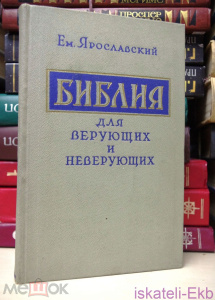 Ем. Ярославский
БИБЛИЯ
ДЛЯ
ВЕРУЮЩИХ
И
НЕВЕРУЮЩИХ
Мешок
iskateli-Ekb